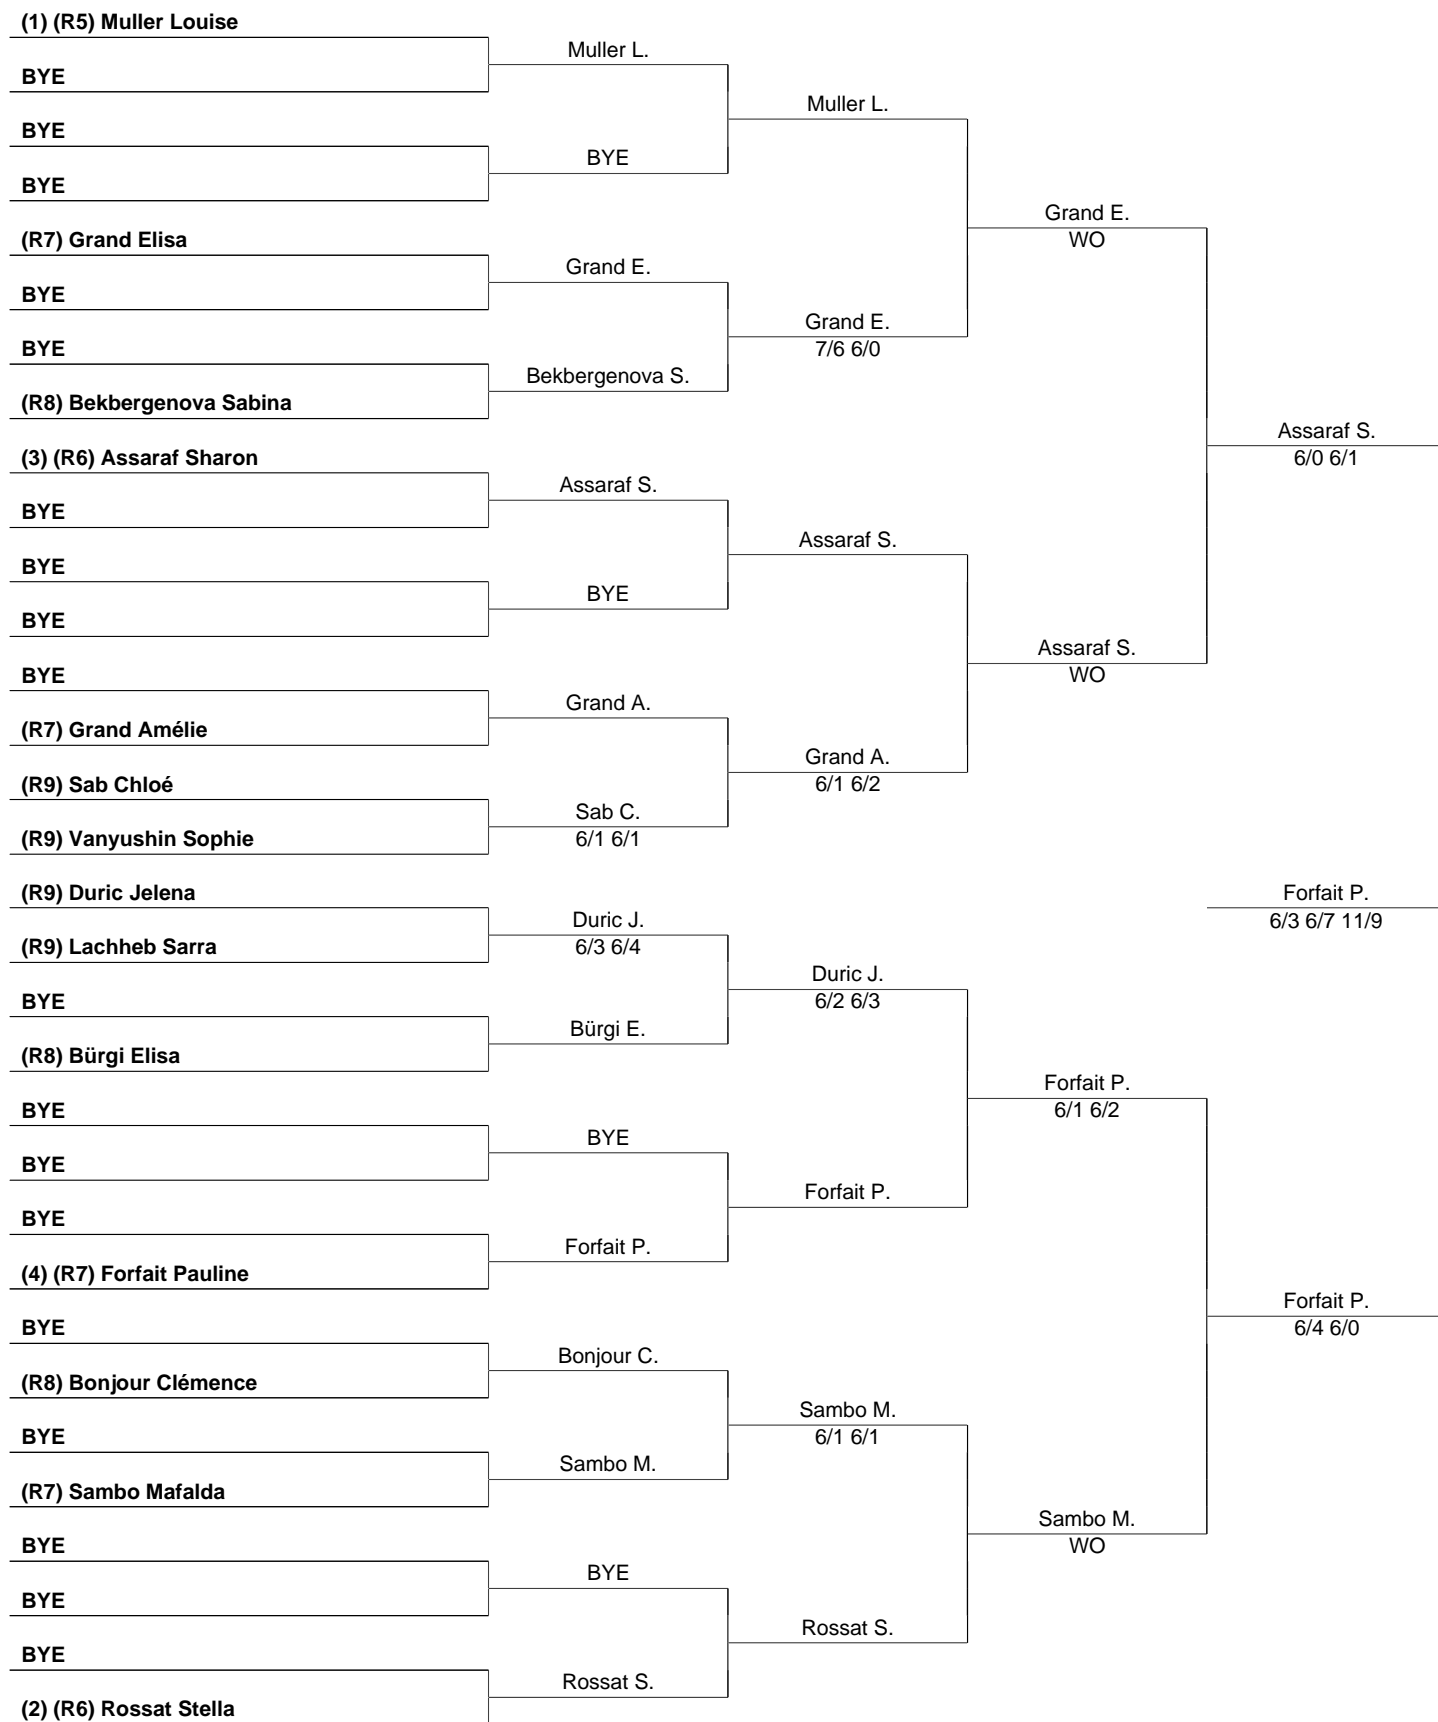 (1) (R5) Muller Louise
BYE
BYE
BYE
(R7) Grand Elisa
BYE
BYE
(R8) Bekbergenova Sabina
(3) (R6) Assaraf Sharon
BYE
BYE
BYE
BYE
(R7) Grand Amélie
(R9) Sab Chloé
(R9) Vanyushin Sophie
(R9) Duric Jelena
(R9) Lachheb Sarra
BYE
(R8) Bürgi Elisa
BYE
BYE
BYE
(4) (R7) Forfait Pauline
BYE
(R8) Bonjour Clémence
BYE
(R7) Sambo Mafalda
BYE
BYE
BYE
(2) (R6) Rossat Stella
Muller L.
BYE
Grand E.
Bekbergenova S.
Assaraf S.
BYE
Grand A.
Sab C.
6/1 6/1
Duric J.
6/3 6/4
Bürgi E.
BYE
Forfait P.
Bonjour C.
Sambo M.
BYE
Rossat S.
Muller L.
Grand E.
7/6 6/0
Assaraf S.
Grand A.
6/1 6/2
Duric J.
6/2 6/3
Forfait P.
Sambo M.
6/1 6/1
Rossat S.
Grand E.
WO
Assaraf S.
WO
Forfait P.
6/1 6/2
Sambo M.
WO
Assaraf S.
6/0 6/1
Forfait P.
6/3 6/7 11/9
Forfait P.
6/4 6/0